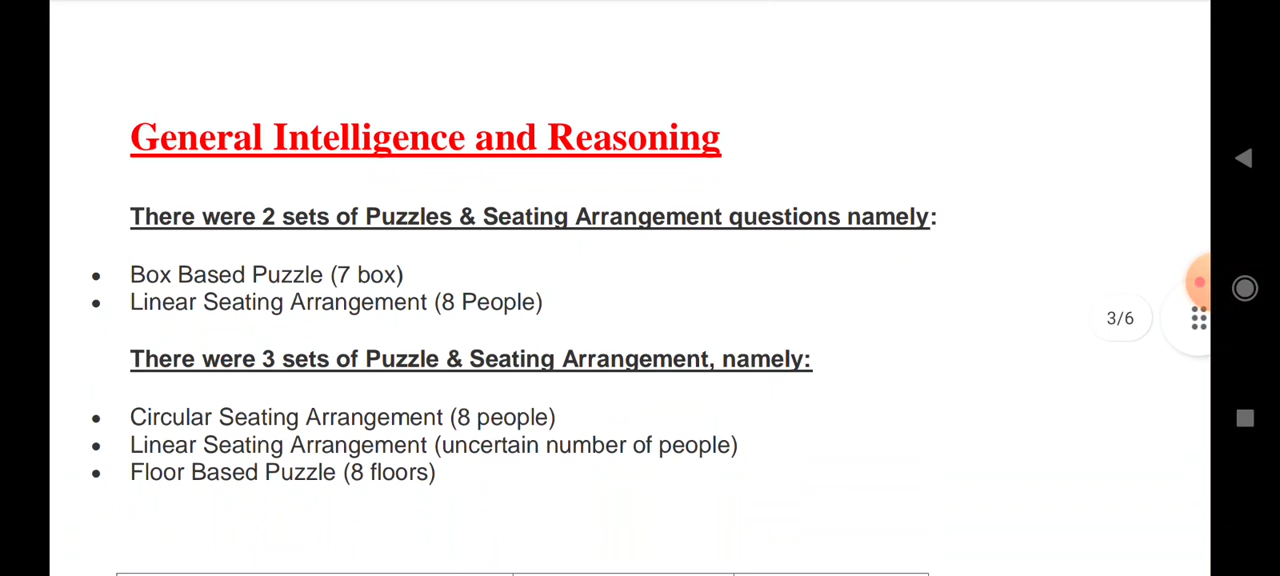 General Intelligence and Reasoning
There were 2 sets of Puzzles & Seating Arrangement questions namely:
• Box Based Puzzle (7 box)
• Linear Seating Arrangement (8 People)
3/6
There were 3 sets of Puzzle & Seating Arrangement, namely:
• Circular Seating Arrangement (8 people)
• Linear Seating Arrangement (uncertain number of people)
• Floor Based Puzzle (8 floors)